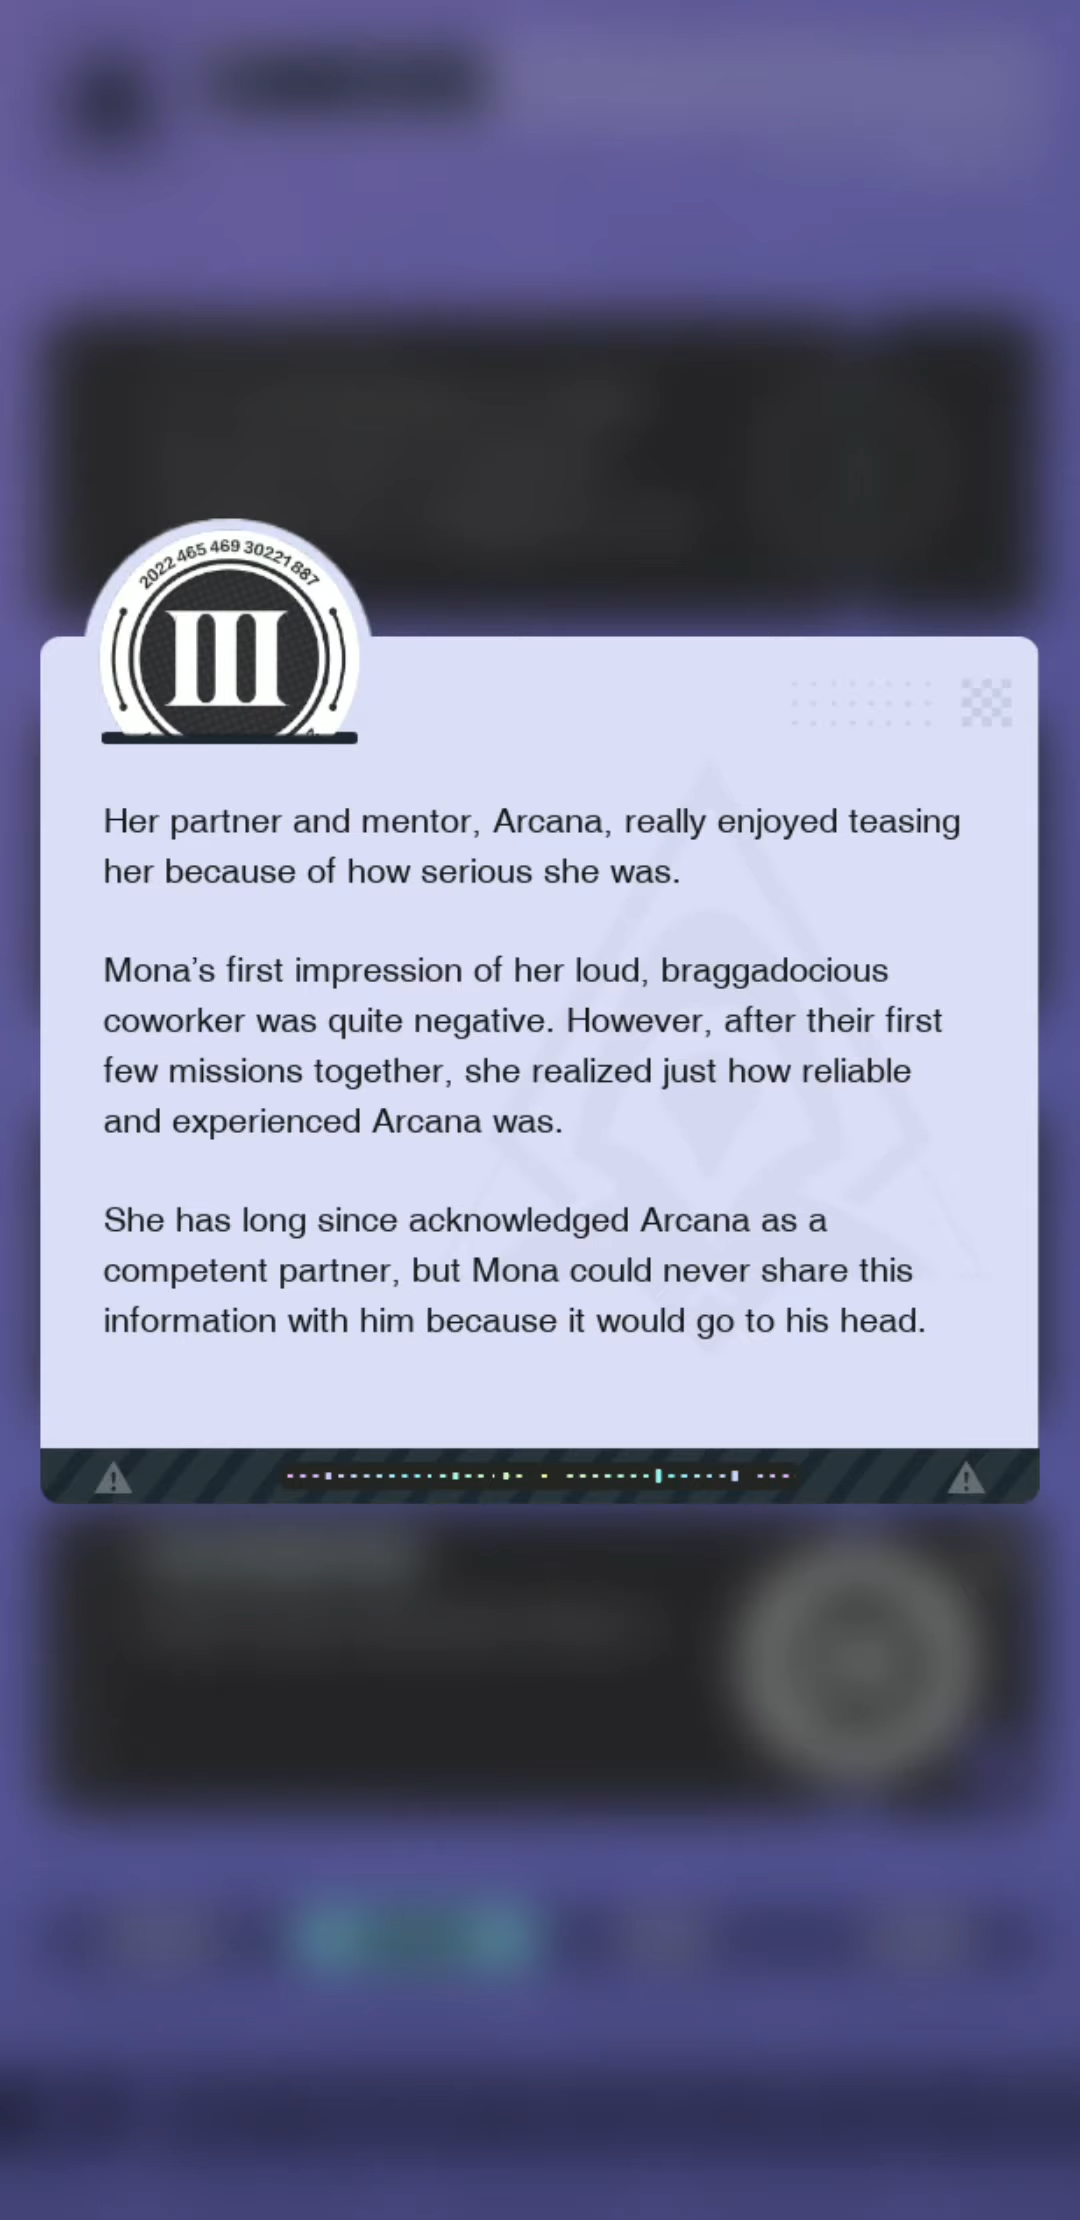 2022 465 469 30221887
III
Her partner and mentor, Arcana, really enjoyed teasing
her because of how serious she was.
Mona’s first impression of her loud, braggadocious
coworker was quite negative. However, after their first
few missions together, she realized just how reliable
and experienced Arcana was.
She has long since acknowledged Arcana as a
competent partner, but Mona could never share this
information with him because it would go to his head.